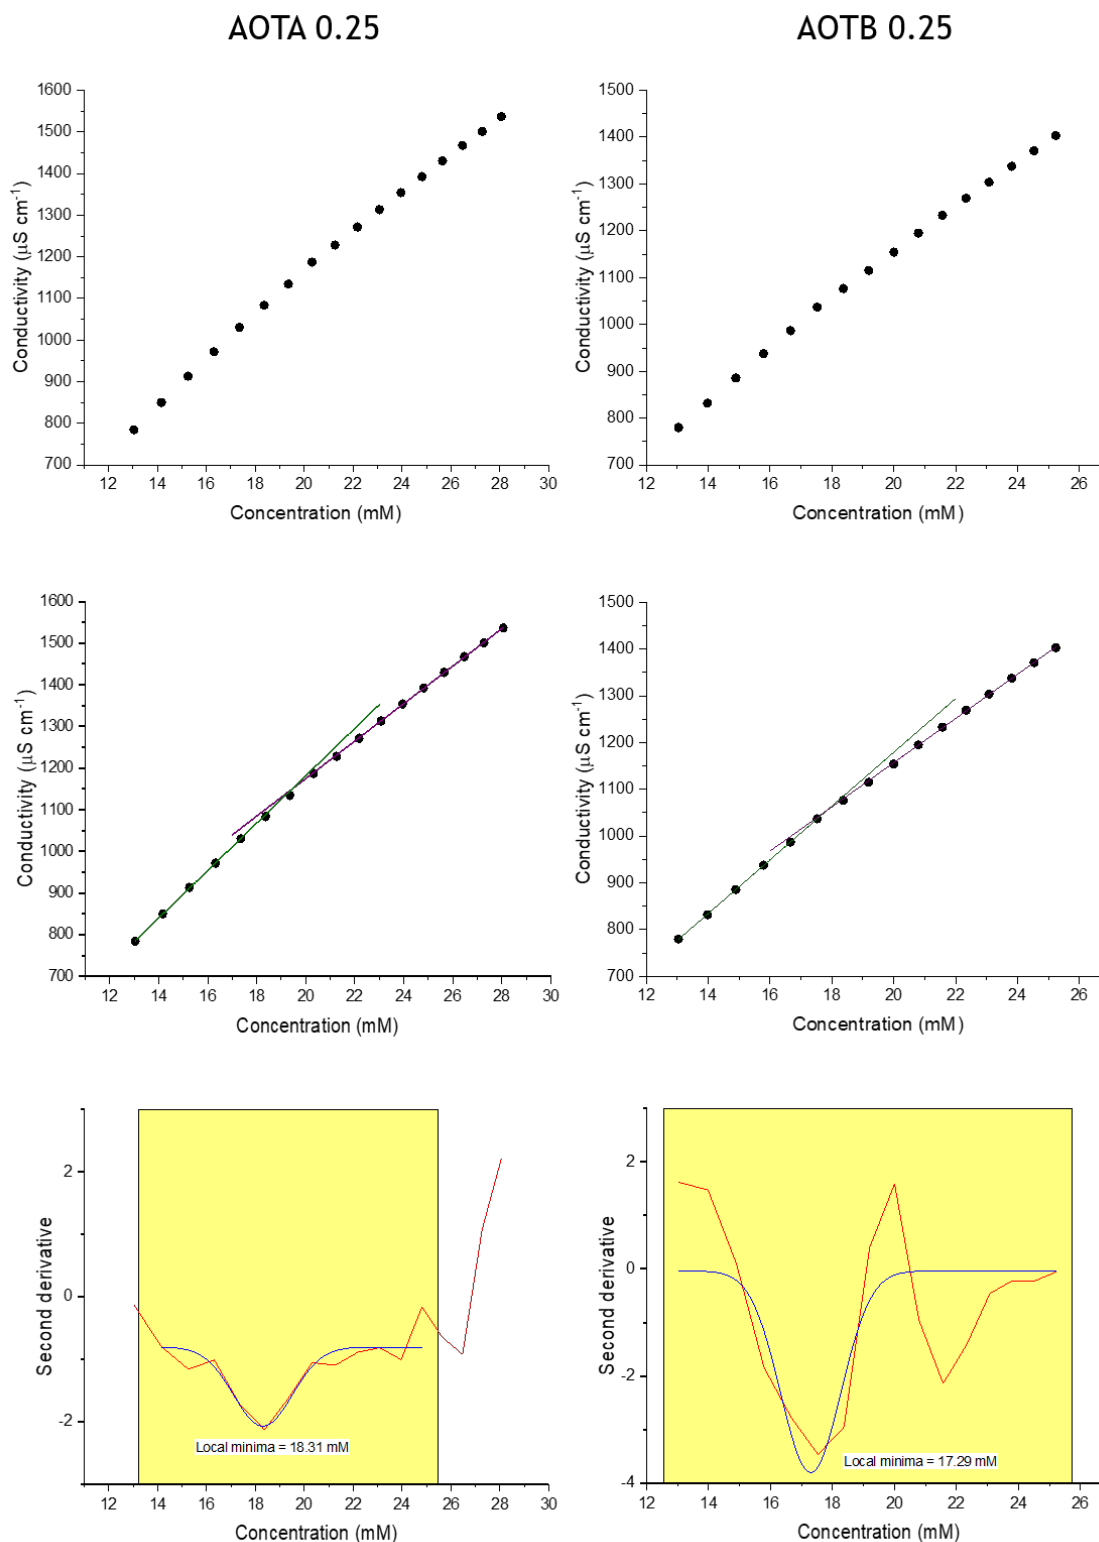 AOTA 0.25
AOTB 0.25
1600
1500
1400
1300
1200
1100
1000
900
800
700
Conductivity (μS cm-1)
12 14 16 18 20 22 24 26 28 30
Concentration (mM)
1500
1400
1300
1200
1100
1000
900
800
700
Conductivity (μS cm-1)
12 14 16 18 20 22 24 26
Concentration (mM)
1600
1500
1400
1300
1200
1100
1000
900
800
700
Conductivity (μS cm-1)
12 14 16 18 20 22 24 26 28 30
Concentration (mM)
1500
1400
1300
1200
1100
1000
900
800
700
Conductivity (μS cm-1)
12 14 16 18 20 22 24 26
Concentration (mM)
2
0
-2
Second derivative
Local minima = 18.31 mM
12 14 16 18 20 22 24 26 28 30
Concentration (mM)
2
0
-2
-4
Second derivative
Local minima = 17.29 mM
12 14 16 18 20 22 24 26
Concentration (mM)